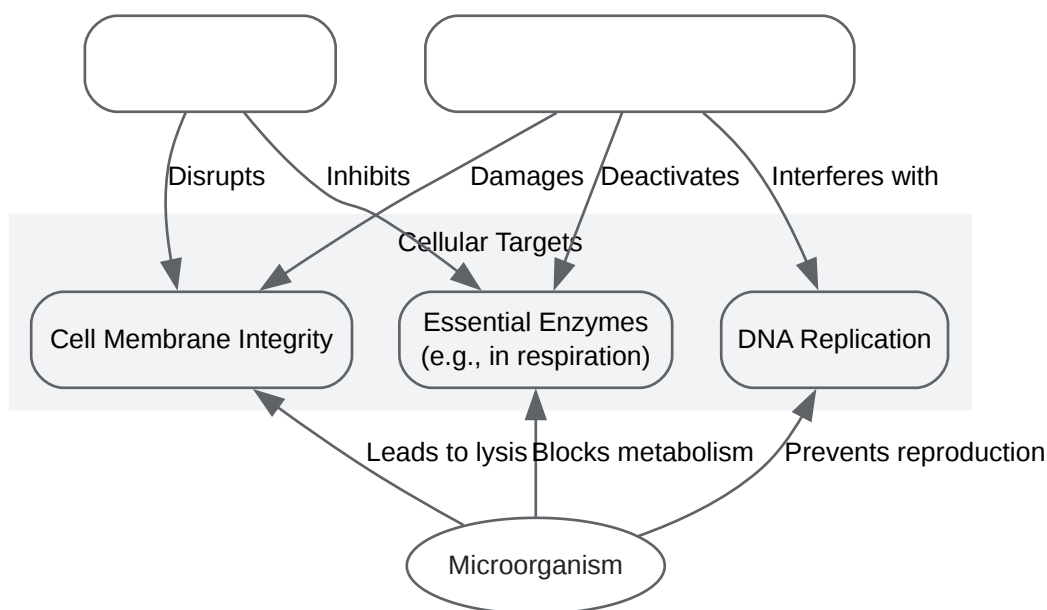 Disrupts
Inhibits
Damages
Deactivates
Interferes with
Cellular Targets
Cell Membrane Integrity
Essential Enzymes
(e.g., in respiration)
DNA Replication
Leads to lysis
Blocks metabolism
Prevents reproduction
Microorganism